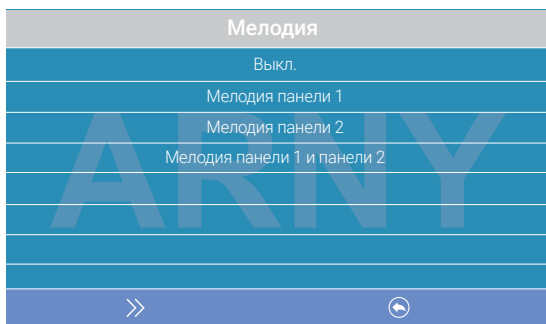 Мелодия
Выкл.
Мелодия панели 1
Мелодия панели 2
Мелодия панели 1 и панели 2
ARNY